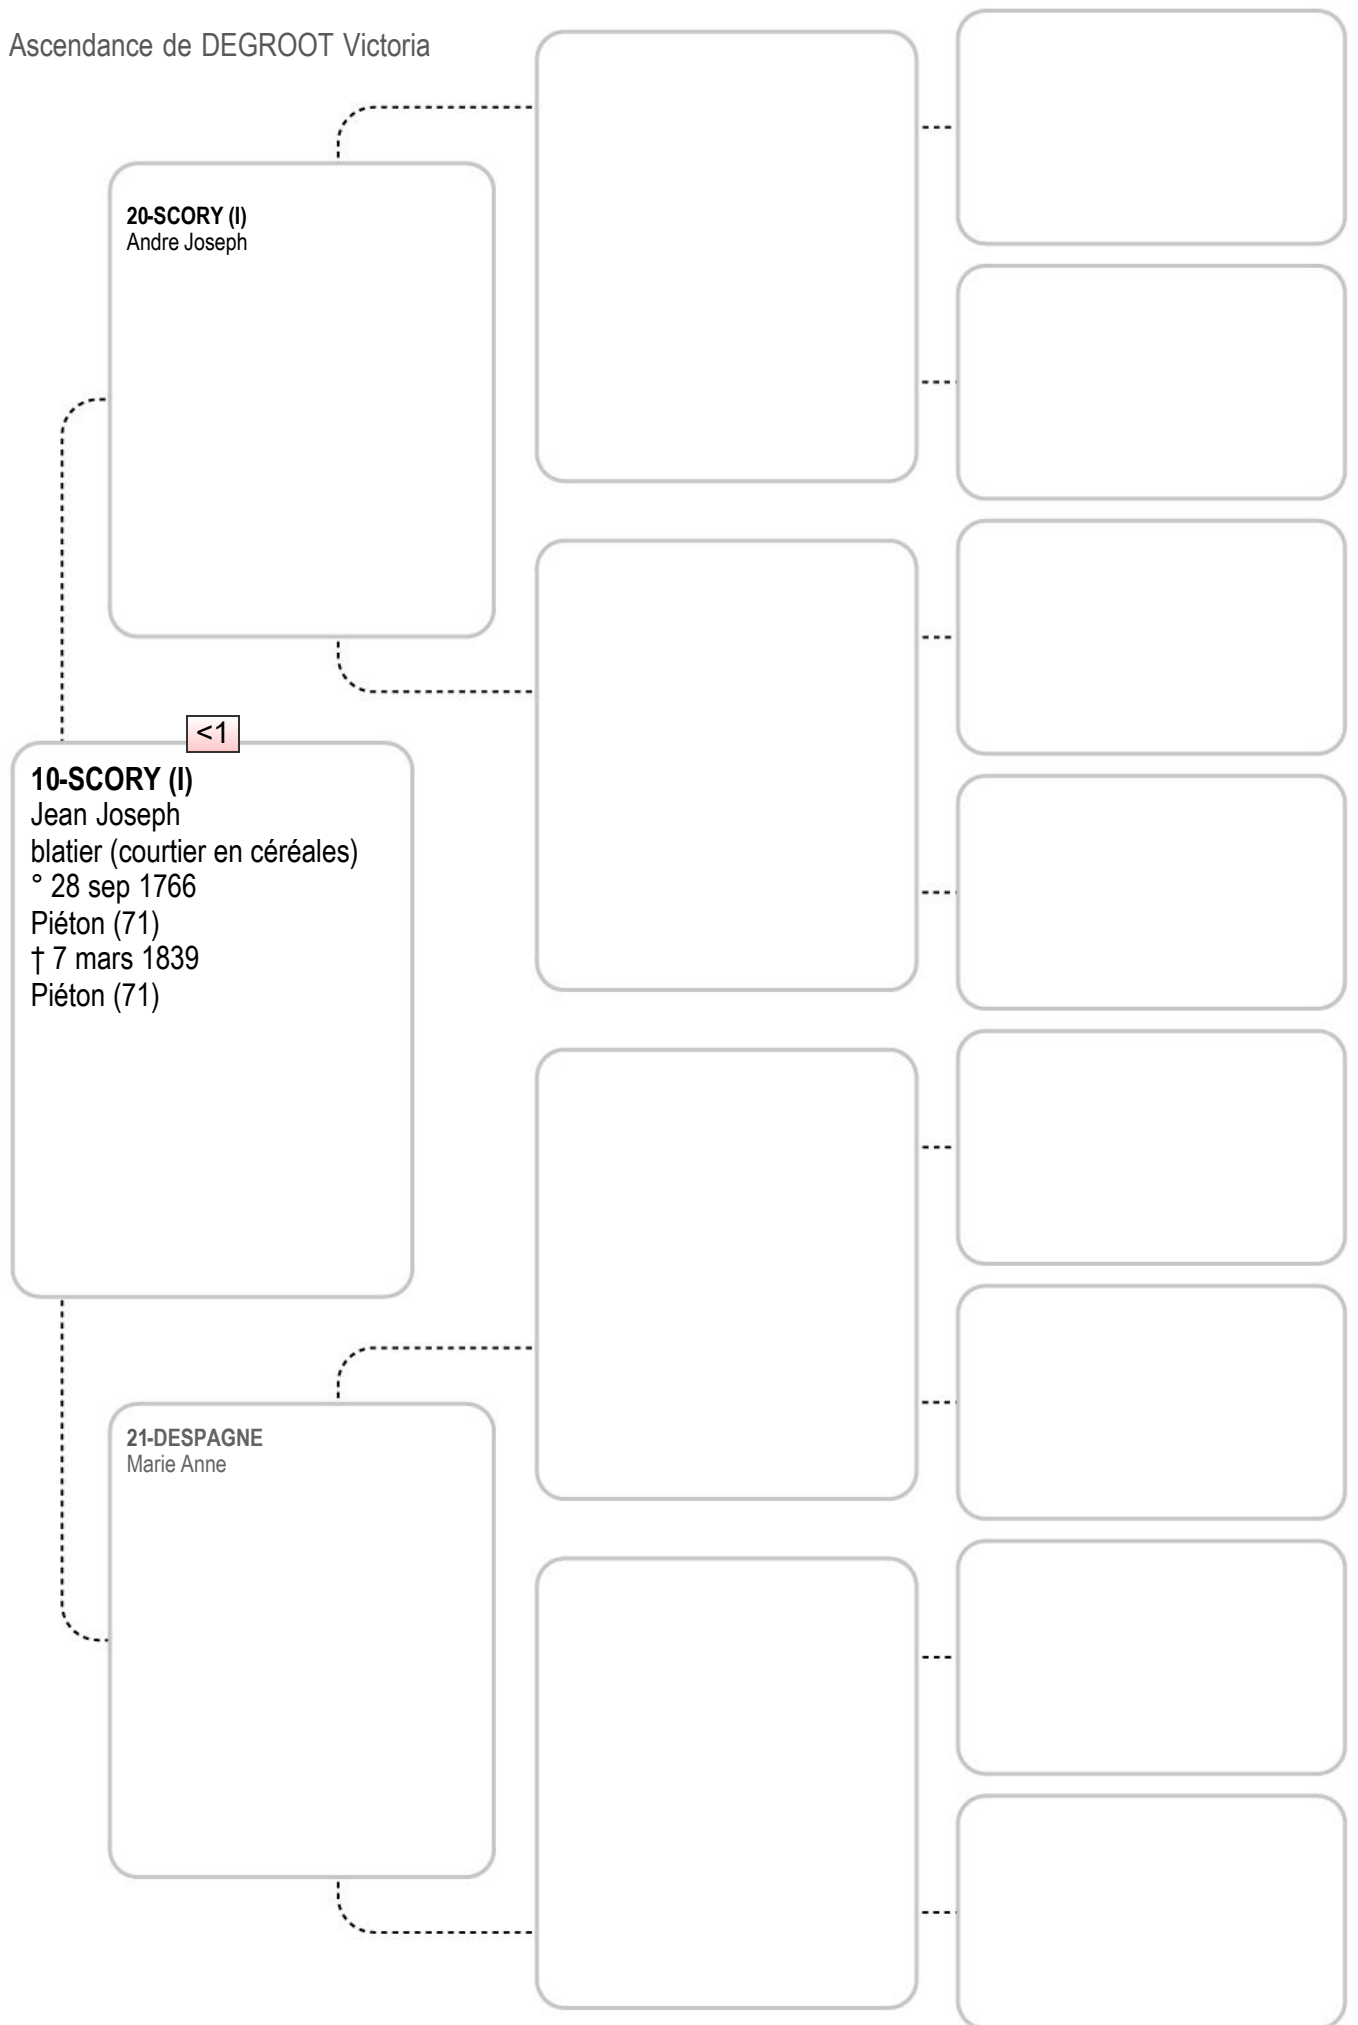 Ascendance de DEGROOT Victoria
20-SCORY (I)
Andre Joseph
<1
10-SCORY (I)
Jean Joseph
blatier (courtier en céréales)
° 28 sep 1766
Piéton (71)
† 7 mars 1839
Piéton (71)
21-DESPAGNE
Marie Anne